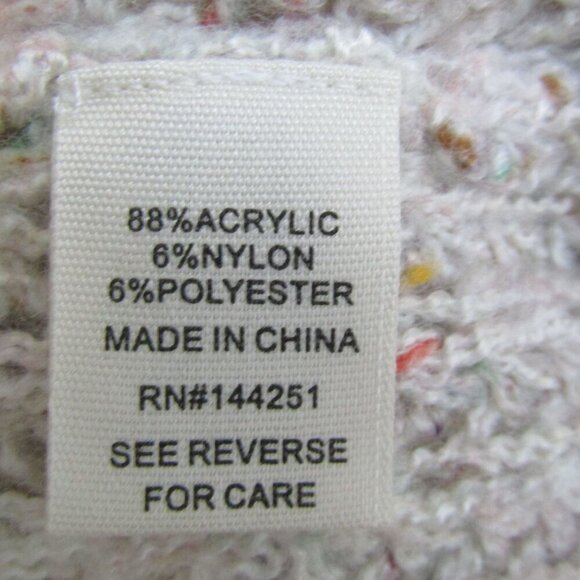 88%ACRYLIC
6%NYLON
6%POLYESTER
MADE IN CHINA
RN#144251
SEE REVERSE
FOR CARE